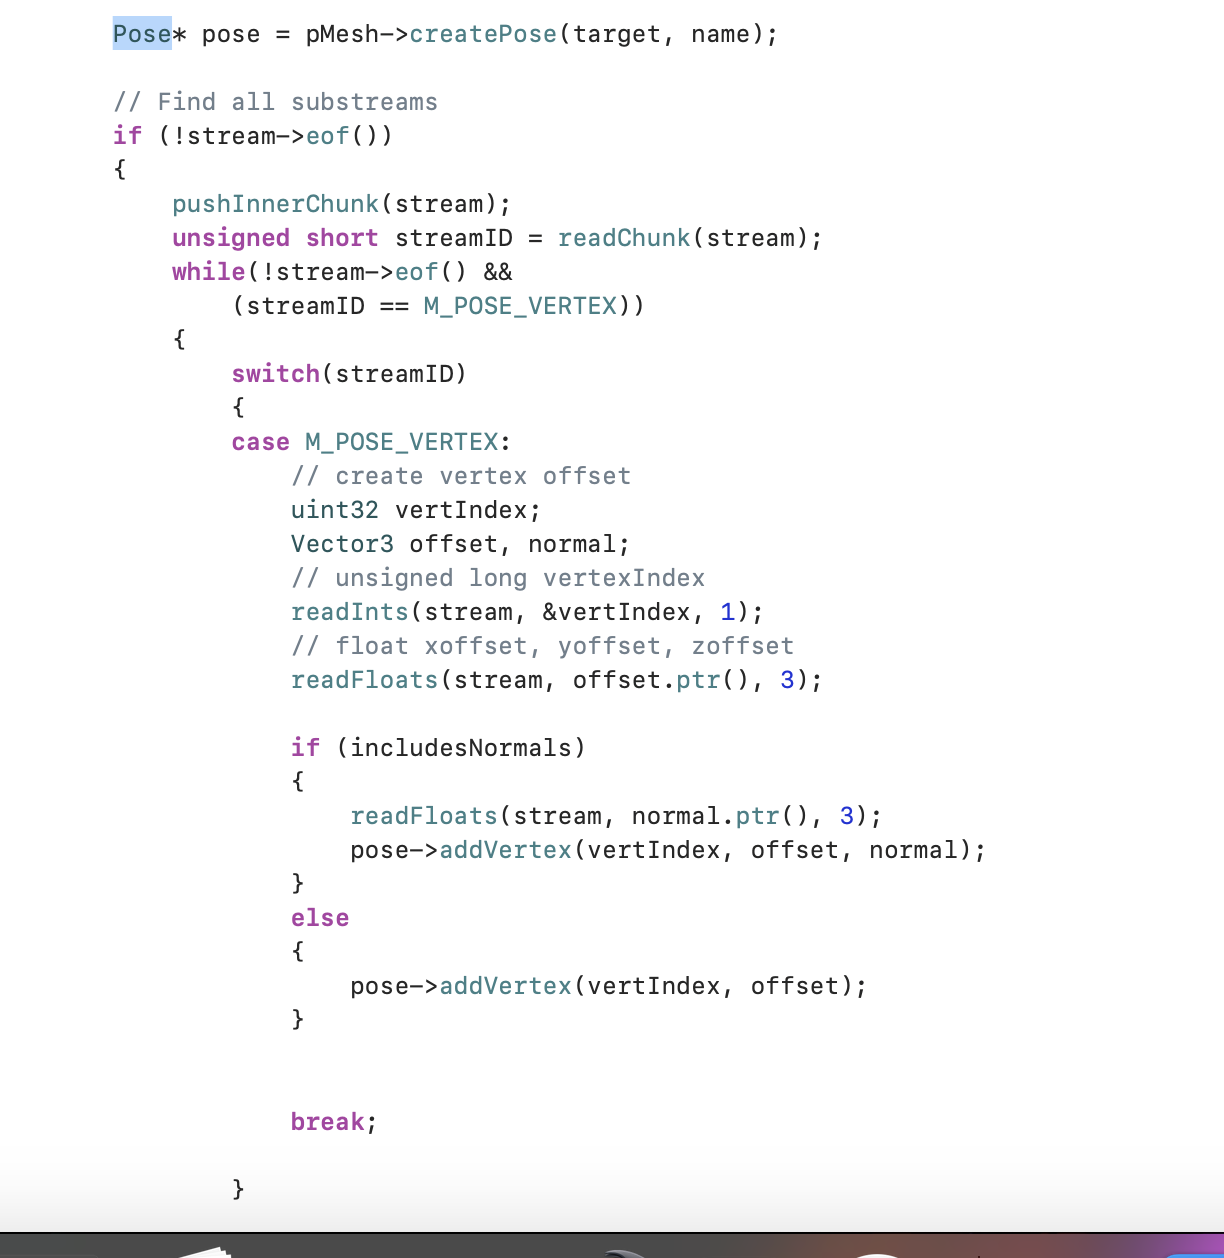 Pose* pose = pMesh->createPose(target, name);
// Find all substreams
if (!stream->eof())
{
pushInnerChunk(stream);
unsigned short streamID = readChunk(stream);
while(!stream->eof() &&
(streamID == M_POSE_VERTEX))
{
switch(streamID)
{
case M_POSE_VERTEX:
// create vertex offset
uint32 vertIndex;
Vector3 offset, normal;
// unsigned long vertexIndex
readInts(stream, &vertIndex, 1);
// float xoffset, yoffset, zoffset
readFloats(stream, offset.ptr(), 3);
if (includesNormals)
{
readFloats(stream, normal.ptr(), 3);
pose->addVertex(vertIndex, offset, normal);
}
else
{
pose->addVertex(vertIndex, offset);
}
break;
}